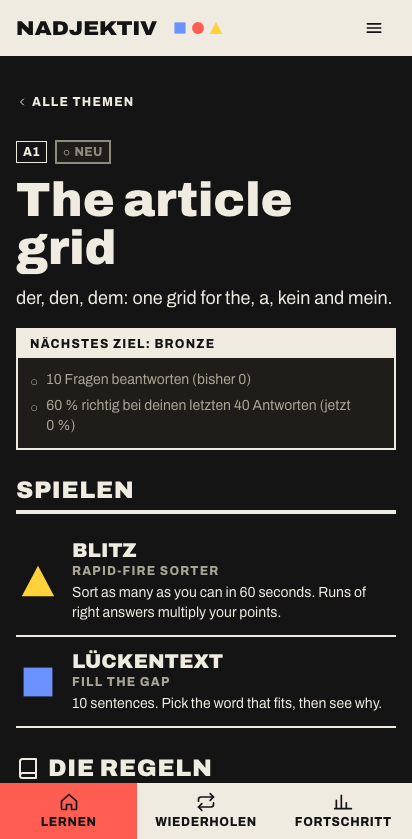 NADJEKTIV
ALLE THEMEN
A1 NEU
The article
grid
der, den, dem: one grid for the, a, kein and mein.
NÄCHSTES ZIEL: BRONZE
10 Fragen beantworten (bisher 0)
60 % richtig bei deinen letzten 40 Antworten (jetzt
0 %)
SPIELEN
BLITZ
RAPID-FIRE SORTER
Sort as many as you can in 60 seconds. Runs of
right answers multiply your points.
LÜCKENTEXT
FILL THE GAP
10 sentences. Pick the word that fits, then see why.
DIE REGELN
LERNEN WIEDERHOLEN FORTSCHRITT